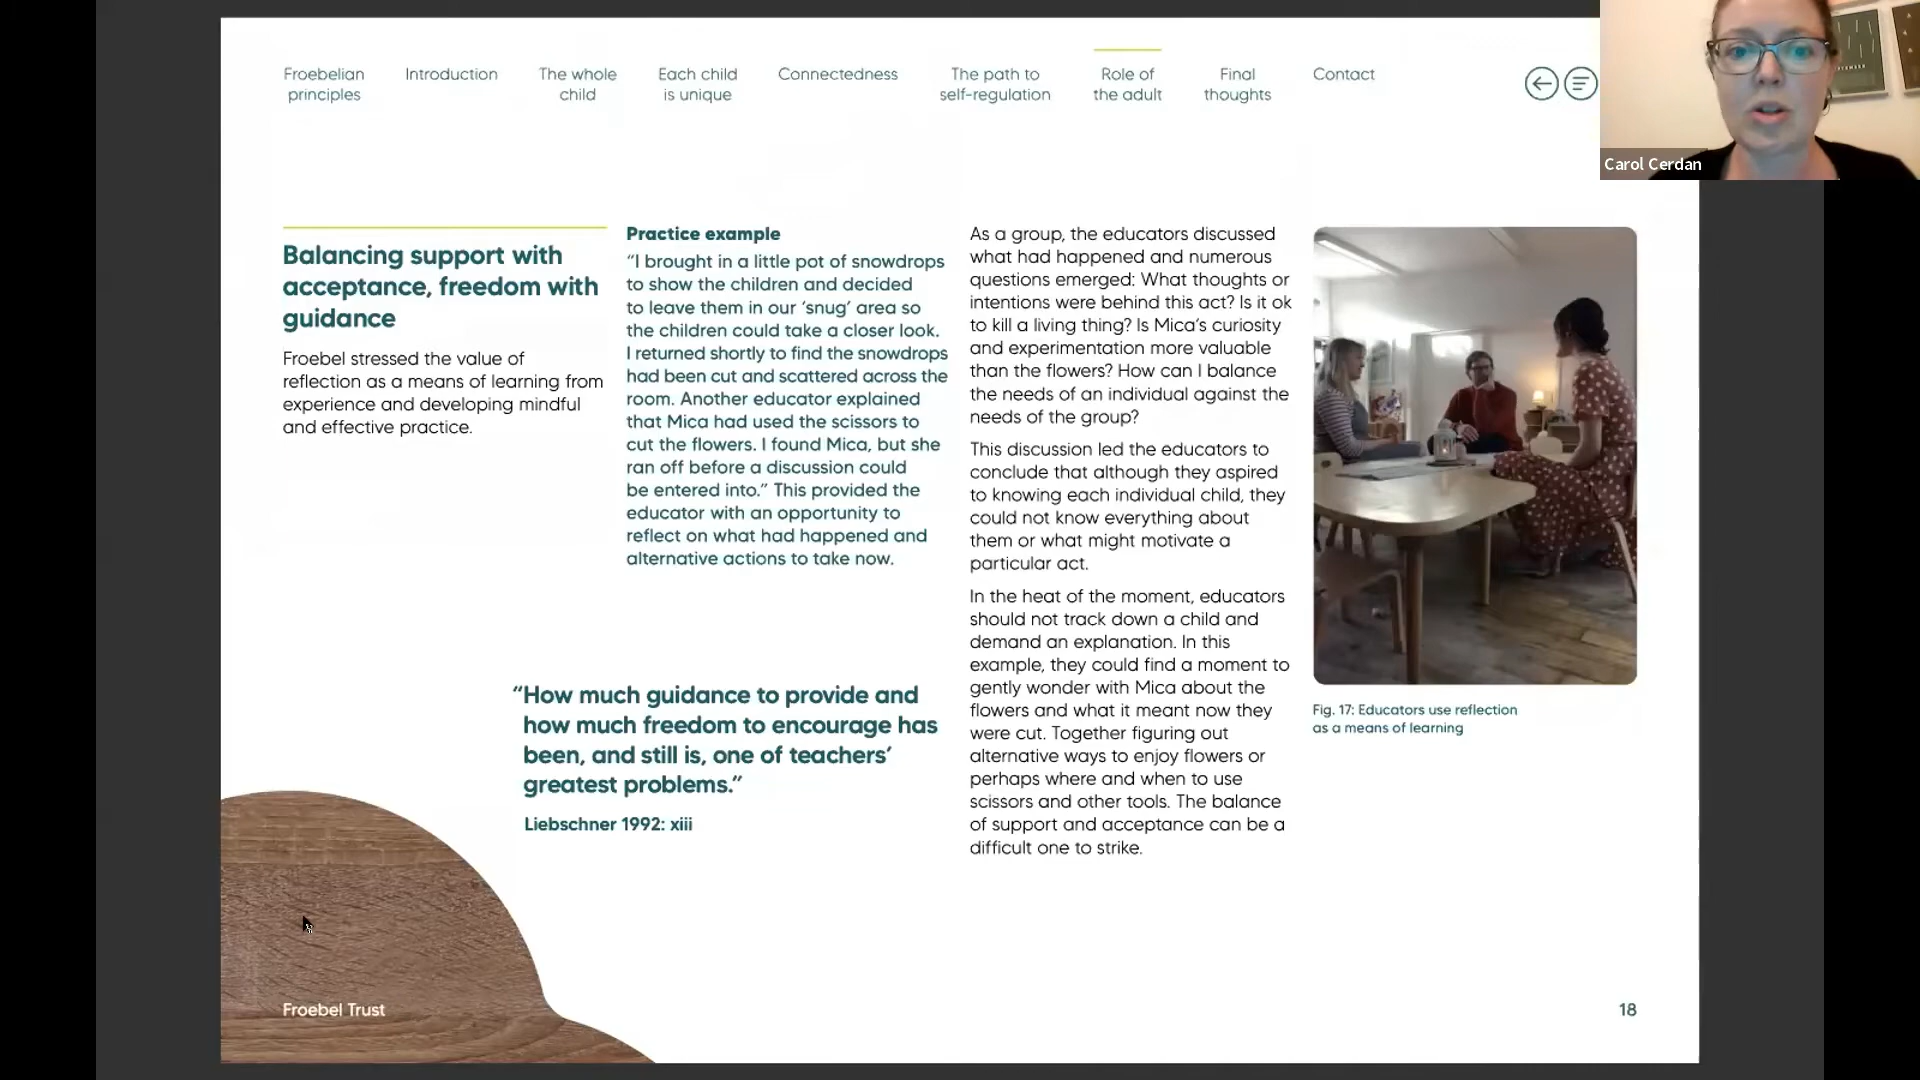 Froebelian
principles
Introduction
The whole
child
Each child
is unique
Connectedness
The path to
self-regulation
Role of
the adult
Final
thoughts
Contact
Carol Cerdan
Balancing support with
acceptance, freedom with
guidance
Froebel stressed the value of
reflection as a means of learning from
experience and developing mindful
and effective practice.
Practice example
“I brought in a little pot of snowdrops
to show the children and decided
to leave them in our ‘snug’ area so
the children could take a closer look.
I returned shortly to find the snowdrops
had been cut and scattered across the
room. Another educator explained
that Mica had used the scissors to
cut the flowers. I found Mica, but she
ran off before a discussion could
be entered into.” This provided the
educator with an opportunity to
reflect on what had happened and
alternative actions to take now.
“How much guidance to provide and
how much freedom to encourage has
been, and still is, one of teachers’
greatest problems.”
Liebschner 1992: xiii
As a group, the educators discussed
what had happened and numerous
questions emerged: What thoughts or
intentions were behind this act? Is it ok
to kill a living thing? Is Mica’s curiosity
and experimentation more valuable
than the flowers? How can I balance
the needs of an individual against the
needs of the group?
This discussion led the educators to
conclude that although they aspired
to knowing each individual child, they
could not know everything about
them or what might motivate a
particular act.
In the heat of the moment, educators
should not track down a child and
demand an explanation. In this
example, they could find a moment to
gently wonder with Mica about the
flowers and what it meant now they
were cut. Together figuring out
alternative ways to enjoy flowers or
perhaps where and when to use
scissors and other tools. The balance
of support and acceptance can be a
difficult one to strike.
Fig. 17: Educators use reflection
as a means of learning
Froebel Trust
18